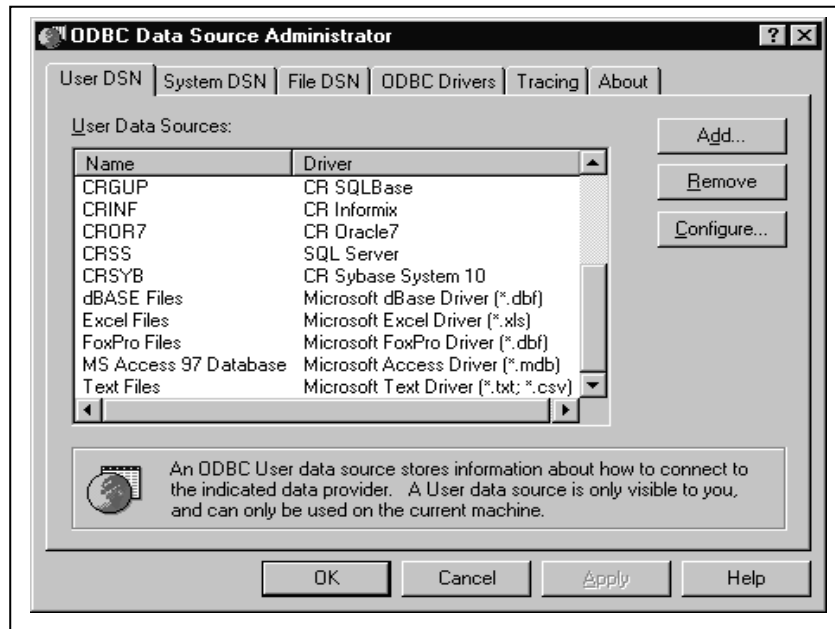 ODBC Data Source Administrator
User DSN System DSN File DSN ODBC Drivers Tracing About
User Data Sources:
Add...
Name Driver
CRGUP CR SQLBase
Remove
CRINF CR Informix
CROR7 CR Oracle7
Configure...
CRSS SQL Server
CRSYB CR Sybase System 10
dBASE Files Microsoft dBase Driver (*.dbf)
Excel Files Microsoft Excel Driver (*.xls)
FoxPro Files Microsoft FoxPro Driver (*.dbf)
MS Access 97 Database Microsoft Access Driver (*.mdb)
Text Files Microsoft Text Driver (*.txt; *.csv)
An ODBC User data source stores information about how to connect to
the indicated data provider. A User data source is only visible to you,
and can only be used on the current machine.
OK Cancel Apply Help